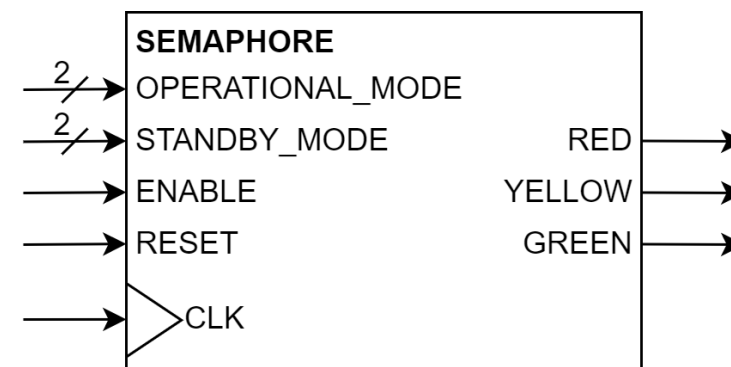 SEMAPHORE
2
OPERATIONAL_MODE
2
STANDBY_MODE
RED
ENABLE
YELLOW
RESET
GREEN
CLK